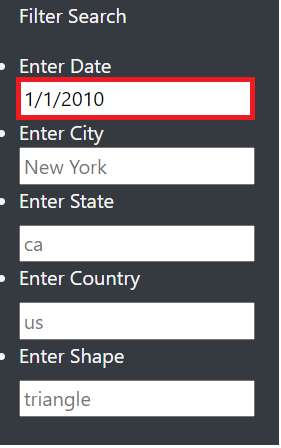 Filter Search
Enter Date
1/1/2010
Enter City
New York
Enter State
ca
Enter Country
us
Enter Shape
triangle